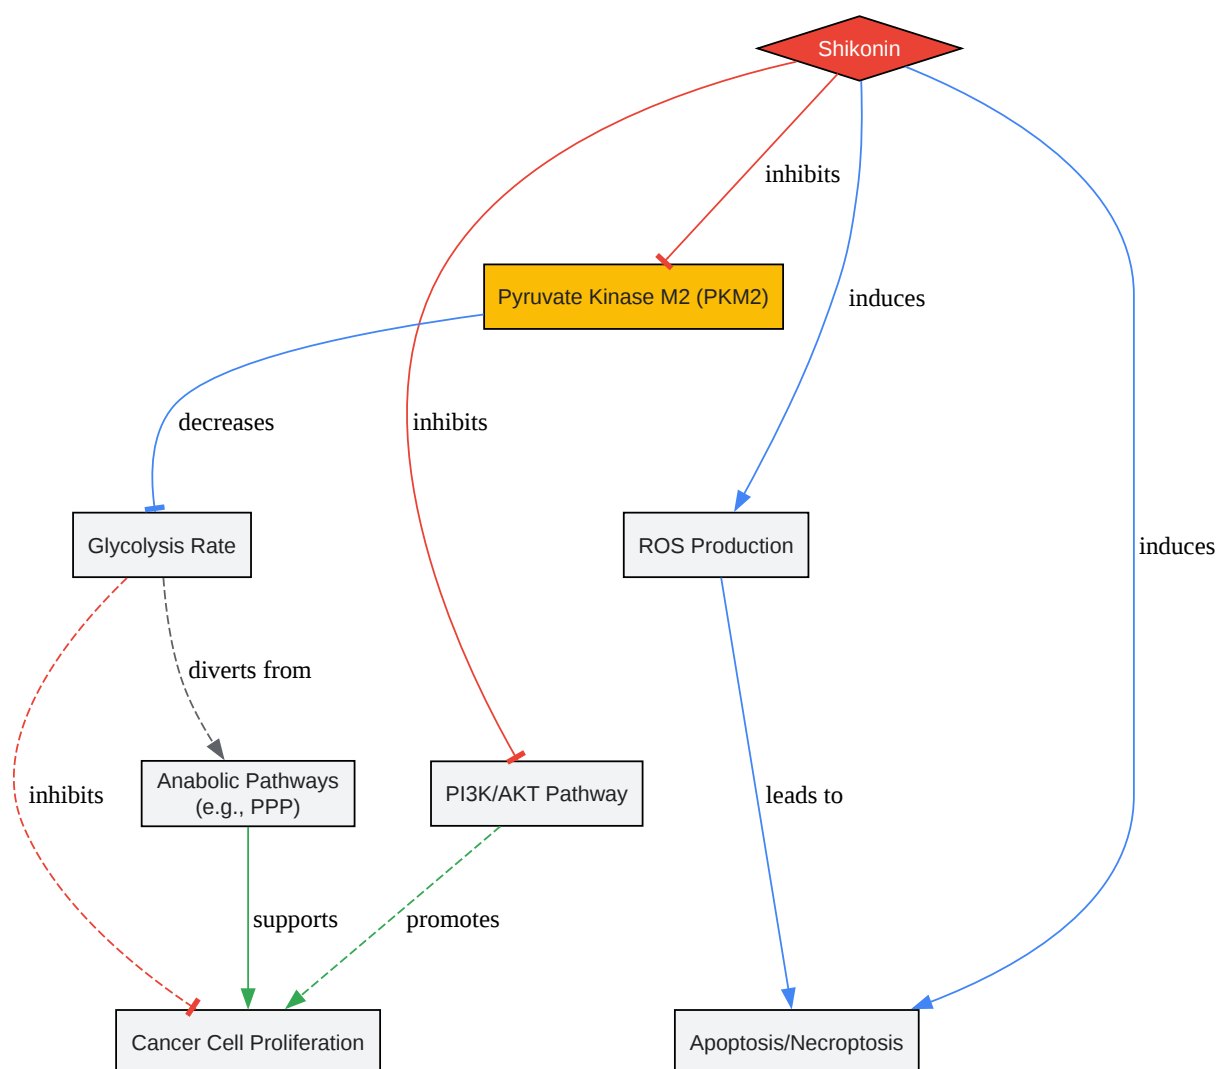 Shikonin
inhibits
Pyruvate Kinase M2 (PKM2)
induces
decreases
inhibits
Glycolysis Rate
ROS Production
induces
diverts from
Anabolic Pathways
(e.g., PPP)
PI3K/AKT Pathway
inhibits
leads to
supports
promotes
Cancer Cell Proliferation
Apoptosis/Necroptosis